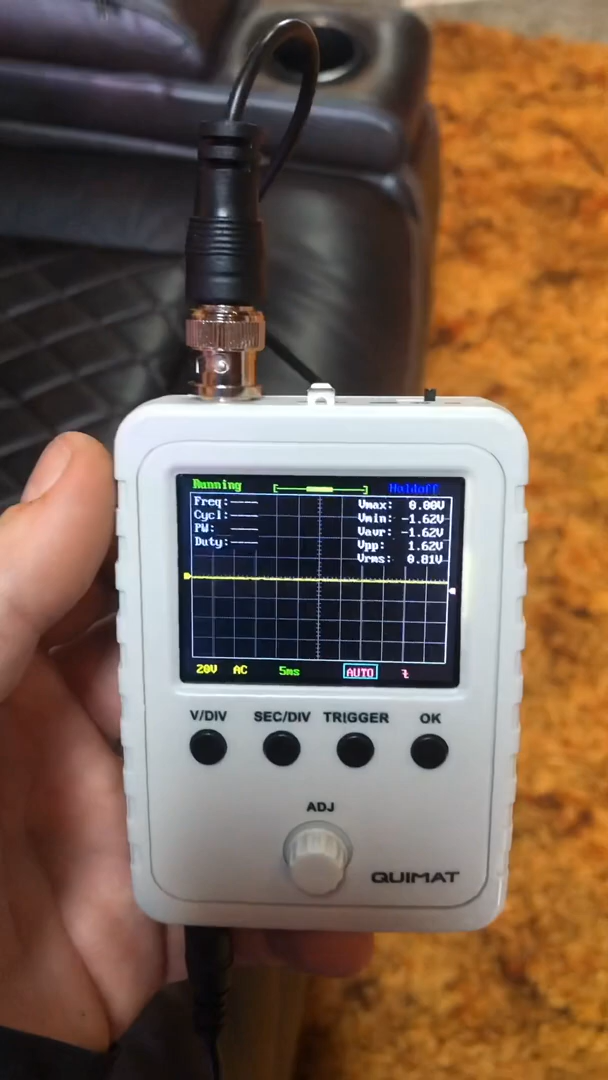 Running Holdoff
Freq:---- Vmax: 0.00V
Cycl:---- Vmin: -1.62V
PW: ---- Vavr: -1.62V
Duty:---- Vpp: 1.62V
Vrms: 0.81V
20V AC 5ms AUTO
V/DIV SEC/DIV TRIGGER OK
ADJ
QUIMAT